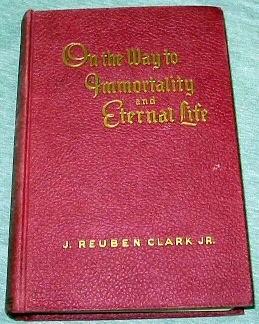 On the Way to
Immortality
and
Eternal Life
J. REUBEN CLARK JR.